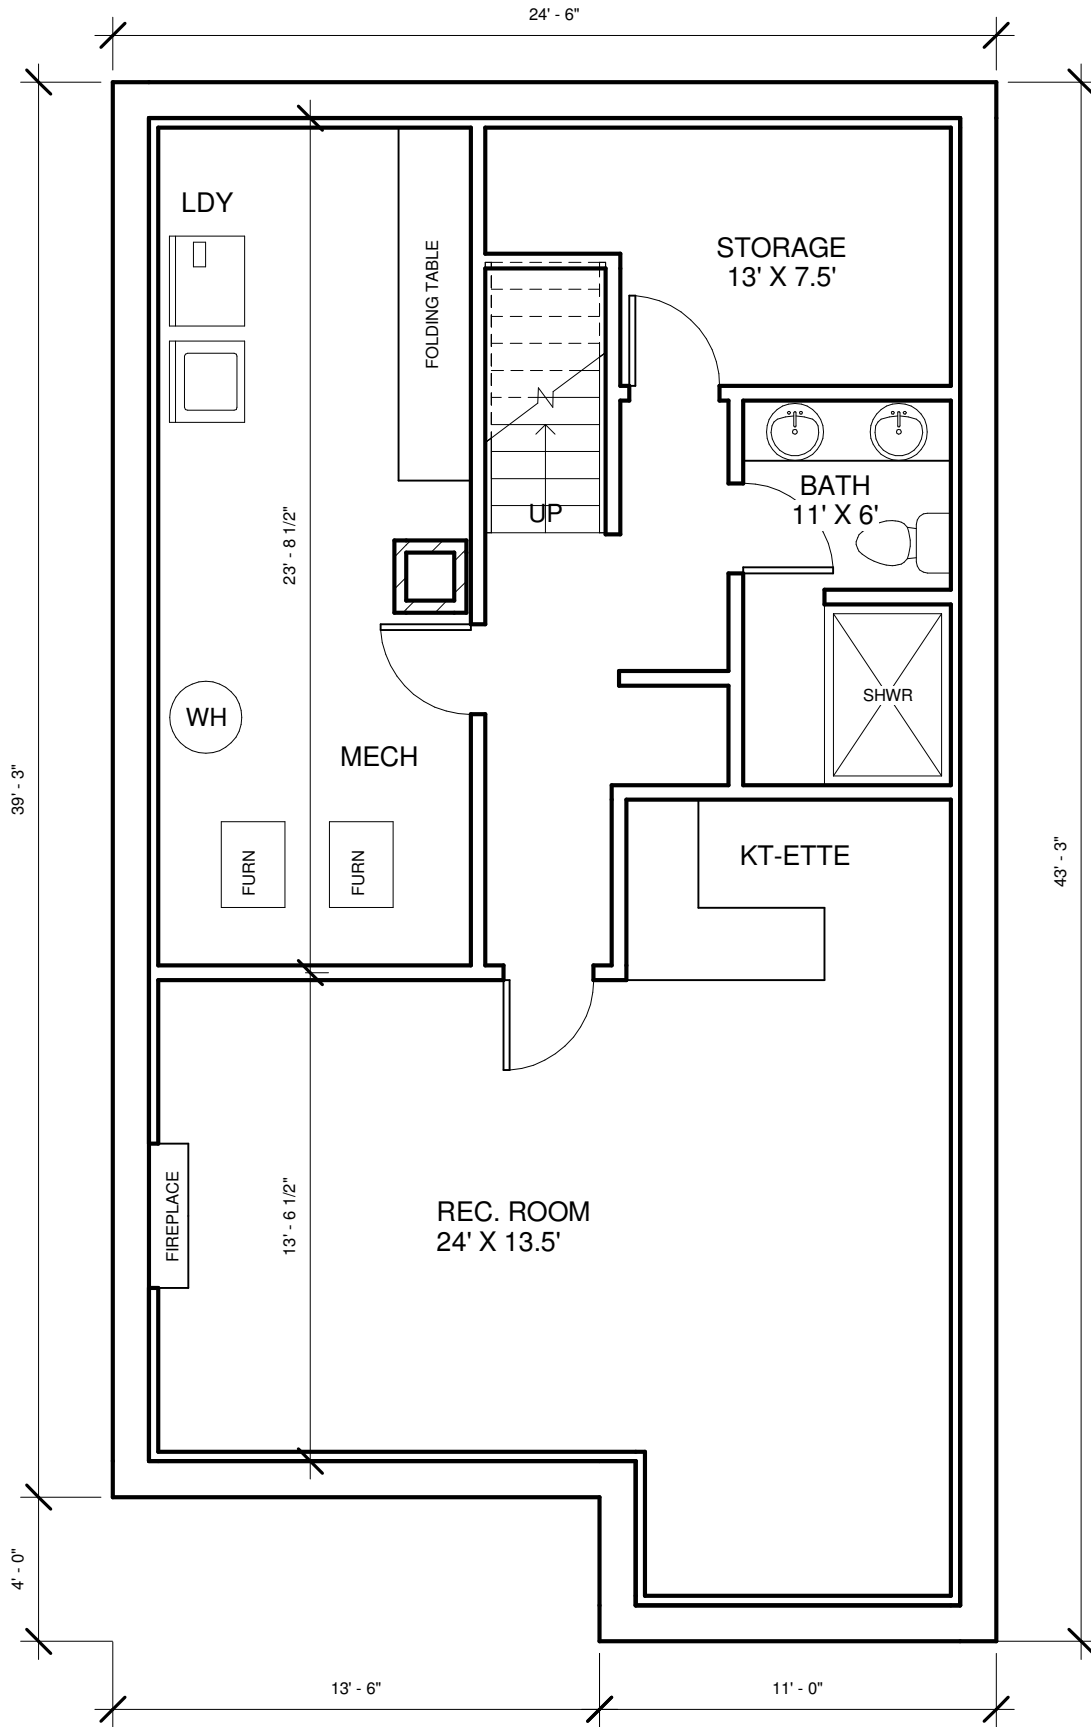 24' - 6"
LDY
FOLDING TABLE
STORAGE
13' X 7.5'
UP
BATH
11' X 6'
23' - 8 1/2"
WH
MECH
SHWR
39' - 3"
43' - 3"
FURN
FURN
KT-ETTE
FIREPLACE
13' - 6 1/2"
REC. ROOM
24' X 13.5'
4' - 0"
13' - 6"
11' - 0"